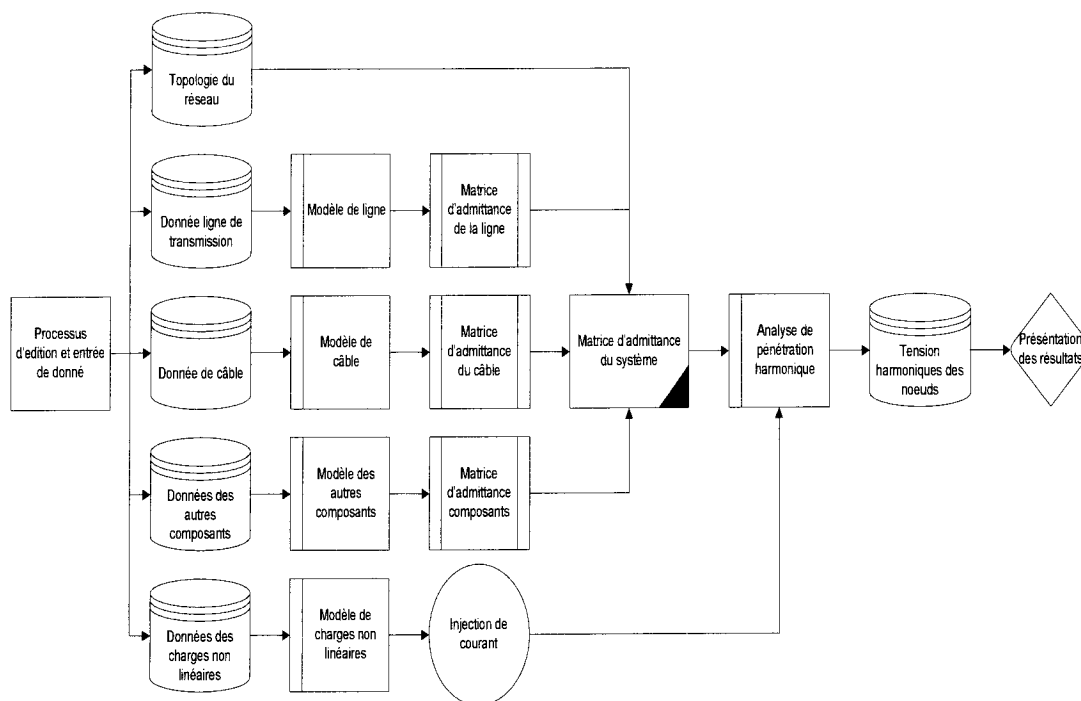 Topologie du
réseau
Donnée ligne de
transmission
Modèle de ligne
Matrice
d'admittance
de la ligne
Processus
d'edition et entrée
de donné
Donnée de câble
Modèle de
câble
Matrice
d'admittance
du câble
Matrice d'admittance
du système
Analyse de
pénétration
harmonique
Tension
harmoniques des
noeuds
Préséntation
des résultats
Données des
autres
composants
Modèle des
autres
composants
Matrice
d'admittance
composants
Données des
charges non
linéaires
Modèle de
charges non
linéaires
Injection de
courant